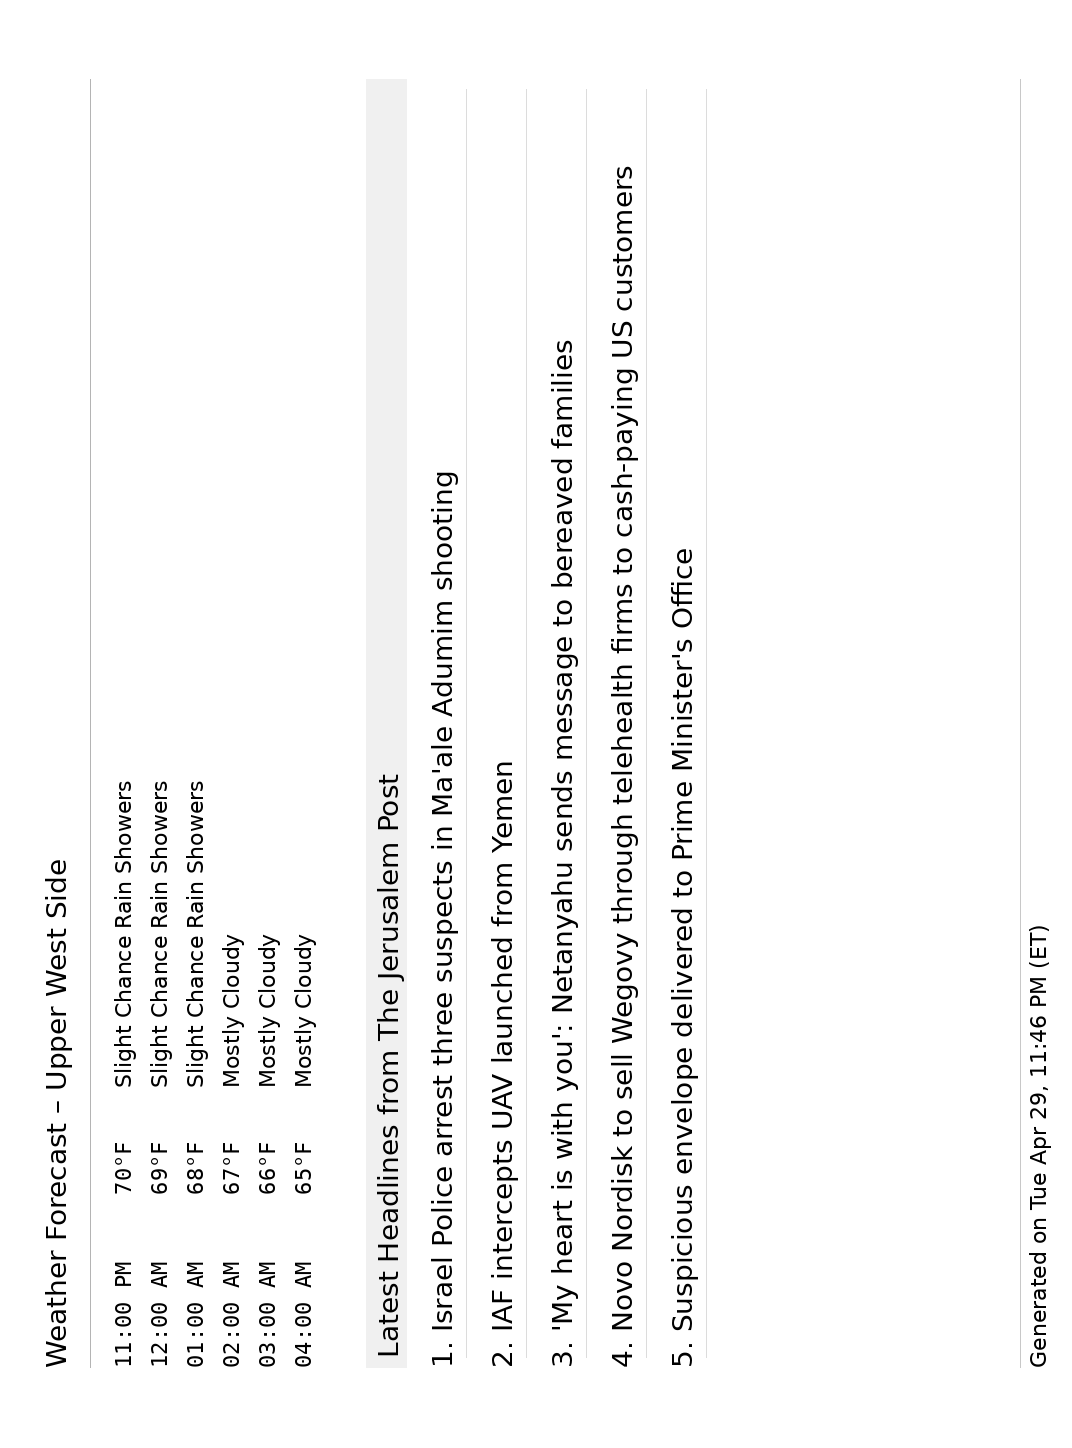 Weather Forecast – Upper West Side
11:00 PM 70°F Slight Chance Rain Showers
12:00 AM 69°F Slight Chance Rain Showers
01:00 AM 68°F Slight Chance Rain Showers
02:00 AM 67°F Mostly Cloudy
03:00 AM 66°F Mostly Cloudy
04:00 AM 65°F Mostly Cloudy
Latest Headlines from The Jerusalem Post
1. Israel Police arrest three suspects in Ma'ale Adumim shooting
2. IAF intercepts UAV launched from Yemen
3. 'My heart is with you': Netanyahu sends message to bereaved families
4. Novo Nordisk to sell Wegovy through telehealth firms to cash-paying US customers
5. Suspicious envelope delivered to Prime Minister's Office
Generated on Tue Apr 29, 11:46 PM (ET)